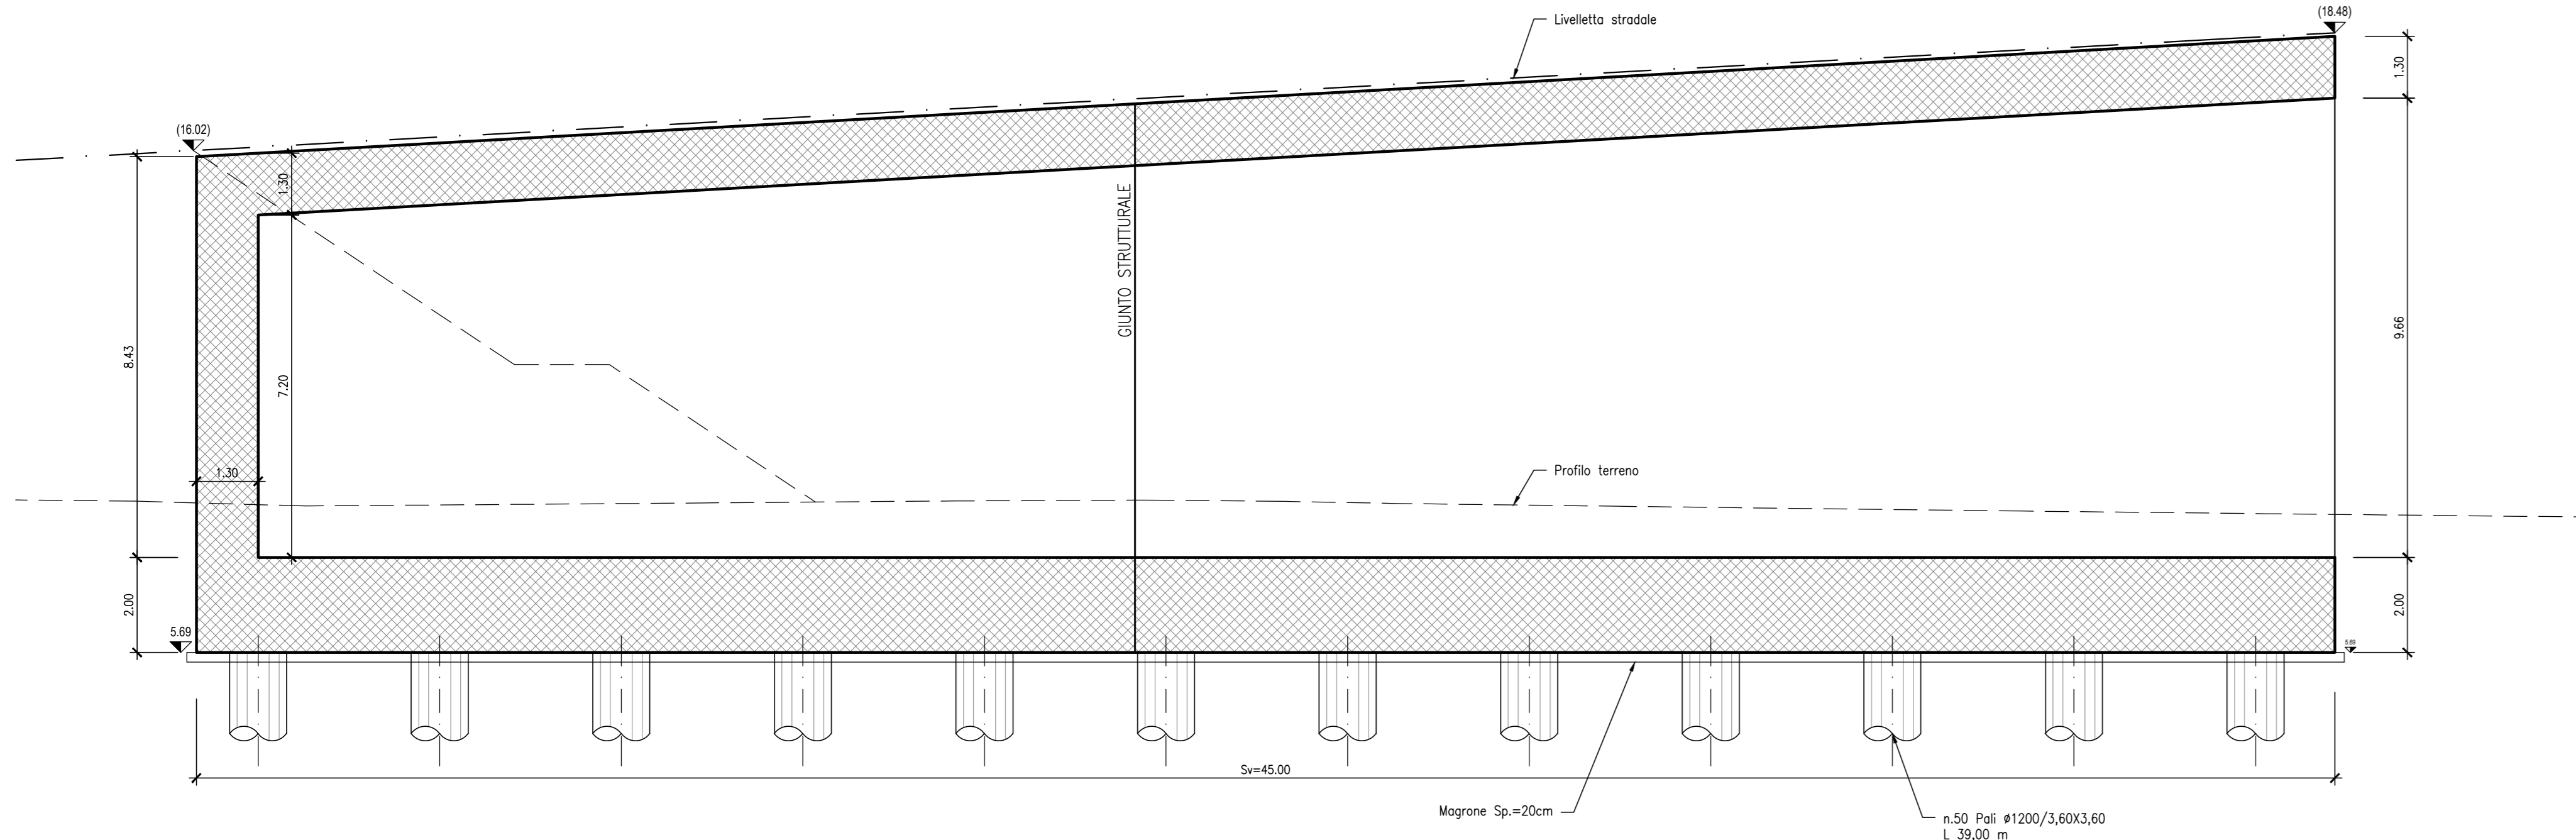 Livelletta stradale
(18.48)
1.30
(16.02)
1.30
GIUNTO STRUTTURALE
9.66
8.43
7.20
1.30
Profilo terreno
2.00
2.00
5.69
5.69
Sv=45.00
Magrone Sp.=20cm
n.50 Pali ø1200/3,60X3,60
L 39,00 m